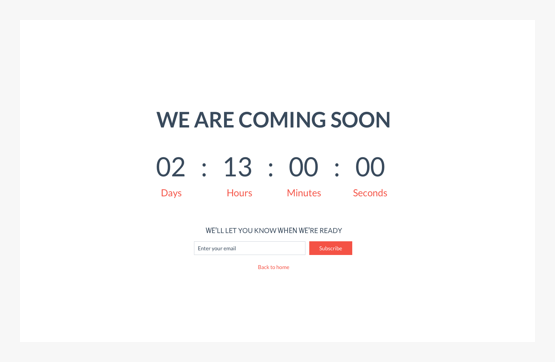 WE ARE COMING SOON
02 : 13 : 00 : 00
Days Hours Minutes Seconds
WE'LL LET YOU KNOW WHEN WE'RE READY
Enter your email Subscribe
Back to home